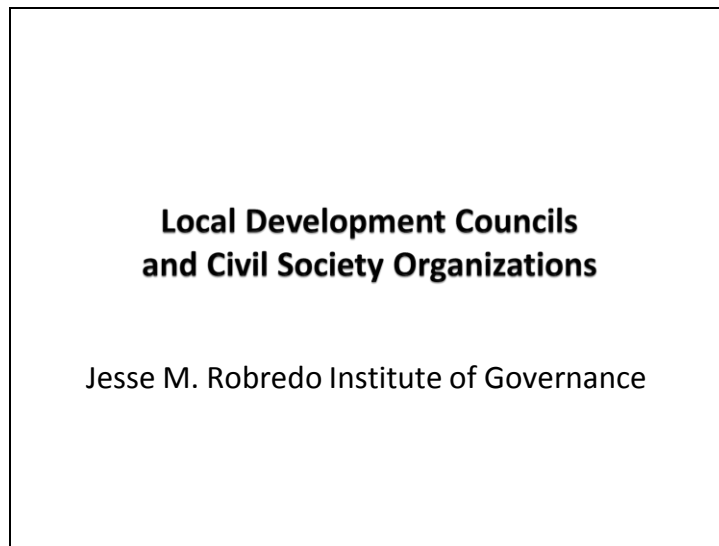 Local Development Councils
and Civil Society Organizations
Jesse M. Robredo Institute of Governance